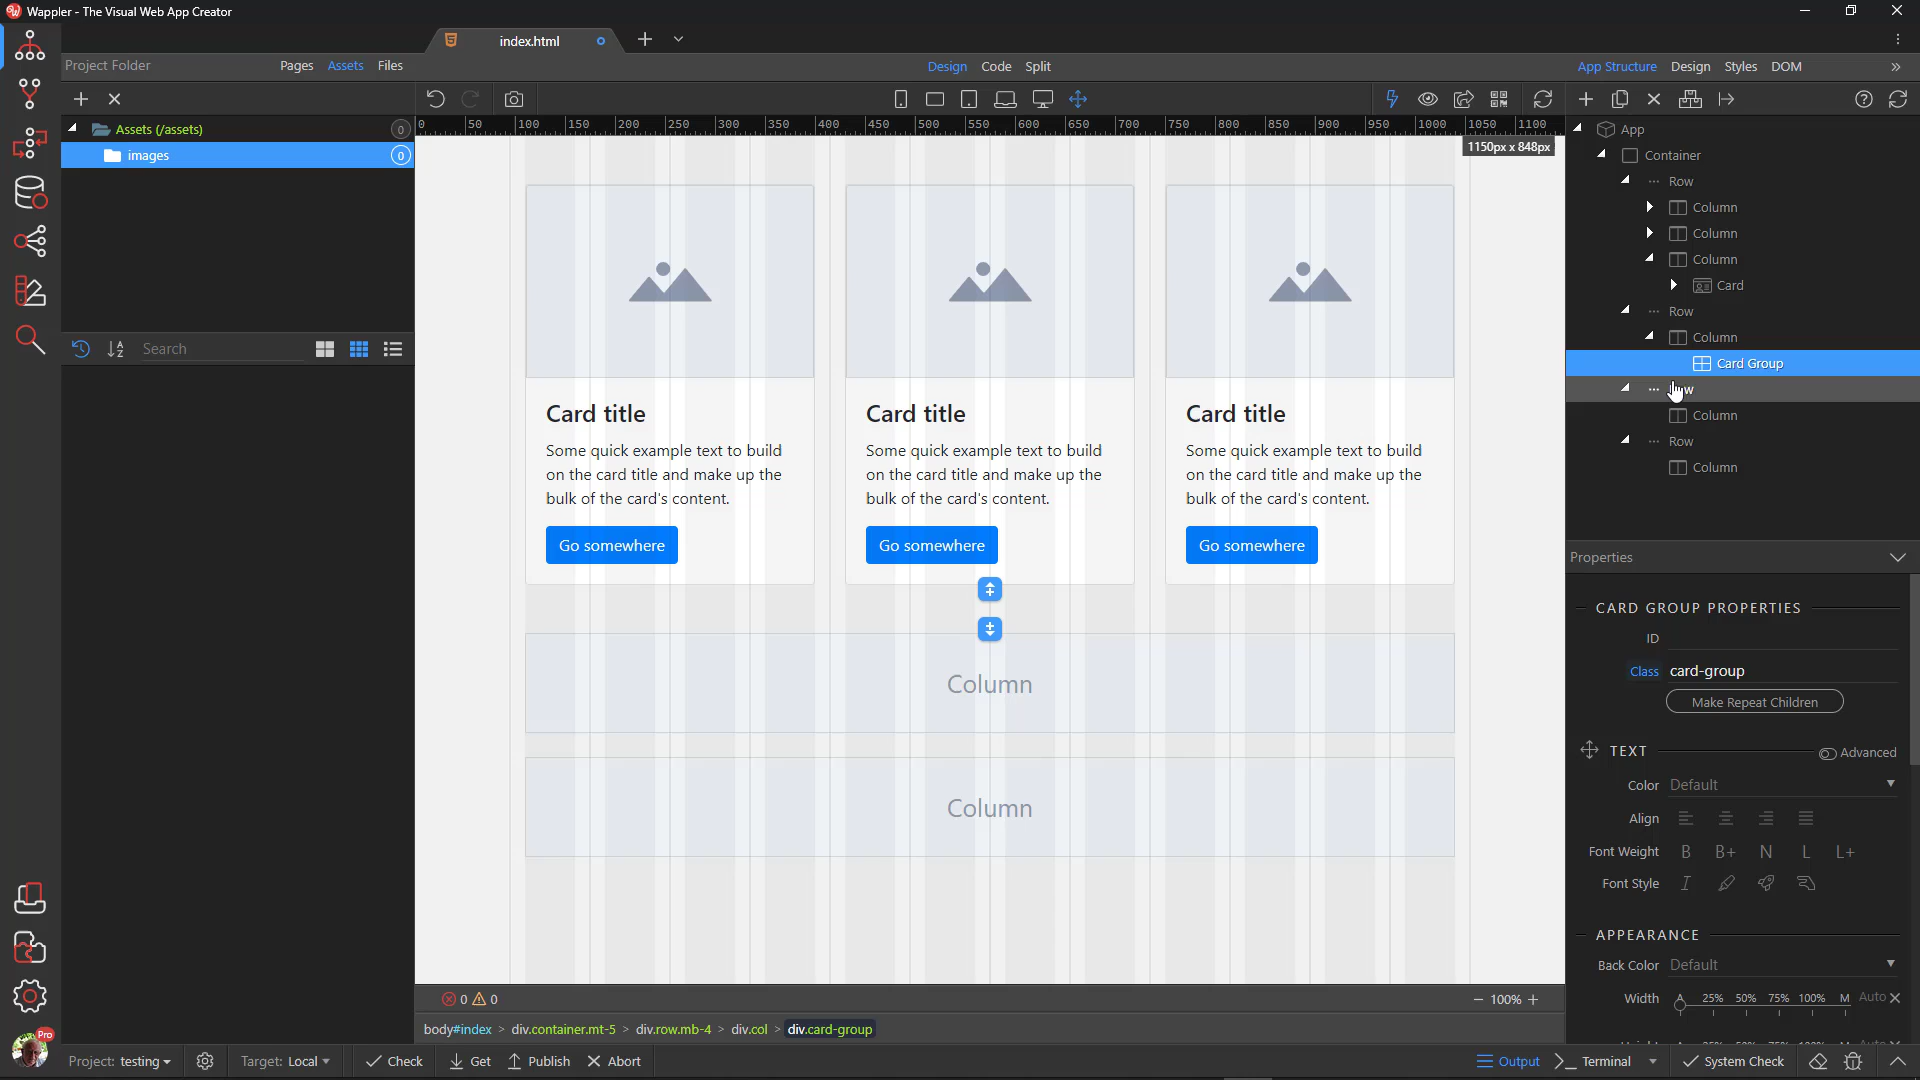 Wappler - The Visual Web App Creator
index.html
Project Folder
Pages Assets Files
Design Code Split
App Structure Design Styles DOM
Assets (/assets) 0
images 0
0 50 100 150 200 250 300 350 400 450 500 550 600 650 700 750 800 850 900 950 1000 1050 1100
1150px x 848px
Search
Card title
Some quick example text to build
on the card title and make up the
bulk of the card's content.
Go somewhere
Card title
Some quick example text to build
on the card title and make up the
bulk of the card's content.
Go somewhere
Card title
Some quick example text to build
on the card title and make up the
bulk of the card's content.
Go somewhere
Column
Column
App
Container
Row
Column
Column
Column
Card
Row
Column
Card Group
Column
Row
Column
Properties
CARD GROUP PROPERTIES
ID
Class card-group
Make Repeat Children
TEXT Advanced
Color Default
Align
Font Weight B B+ N L L+
Font Style I
APPEARANCE
Back Color Default
Width A 25% 50% 75% 100% M Auto
0 0
100%
body#index > div.container.mt-5 > div.row.mb-4 > div.col > div.card-group
Pro
Project: testing
Target: Local
Check
Get
Publish
Abort
Output
Terminal
System Check